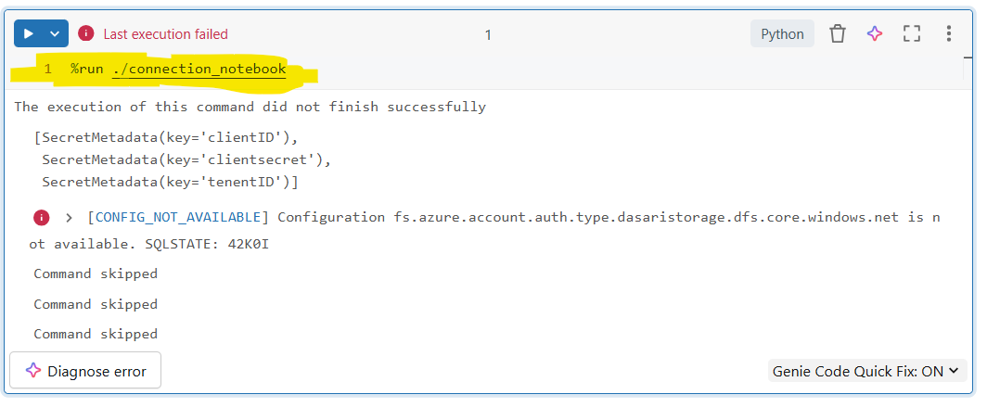 Last execution failed
1
Python
1 %run ./connection_notebook
The execution of this command did not finish successfully
[SecretMetadata(key='clientID'),
SecretMetadata(key='clientsecret'),
SecretMetadata(key='tenentID')]
[CONFIG_NOT_AVAILABLE] Configuration fs.azure.account.auth.type.dasaristorage.dfs.core.windows.net is n
ot available. SQLSTATE: 42K0I
Command skipped
Command skipped
Command skipped
Diagnose error
Genie Code Quick Fix: ON